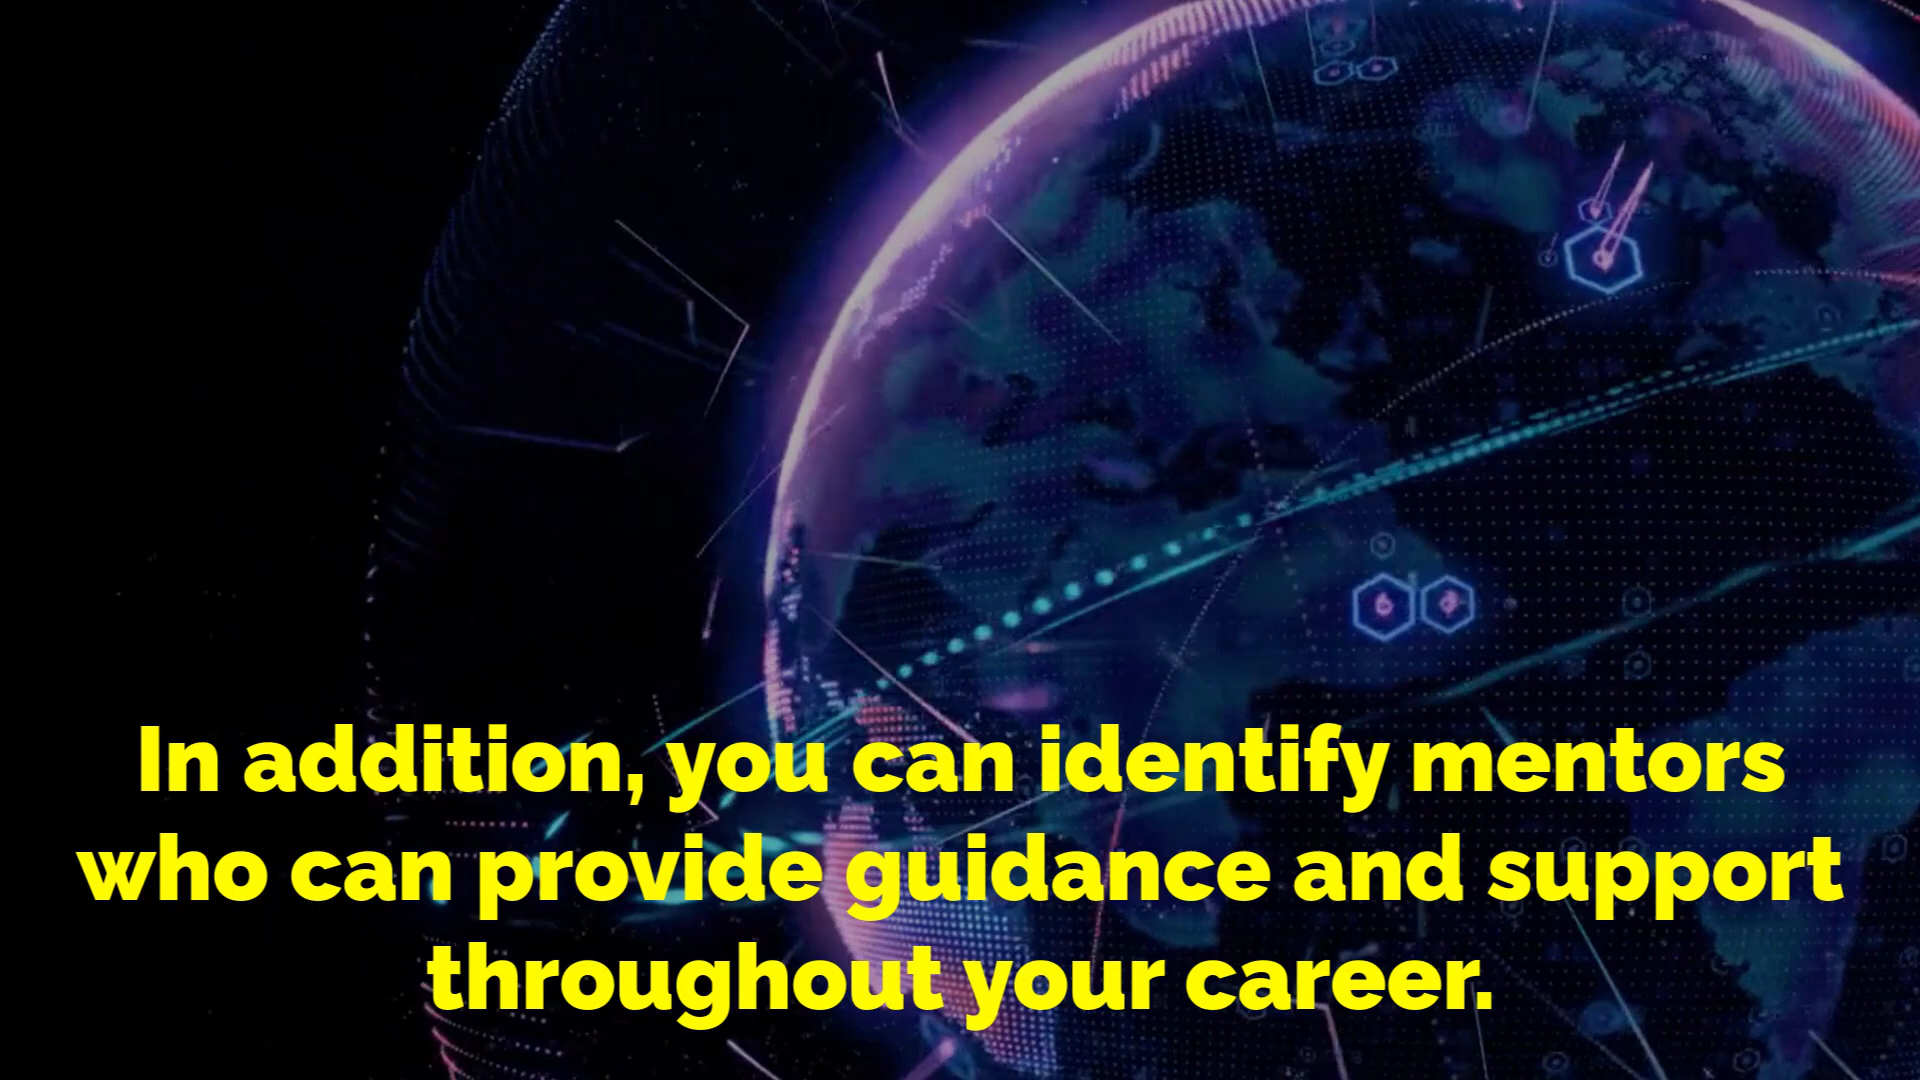 In addition, you can identify mentors
who can provide guidance and support
throughout your career.